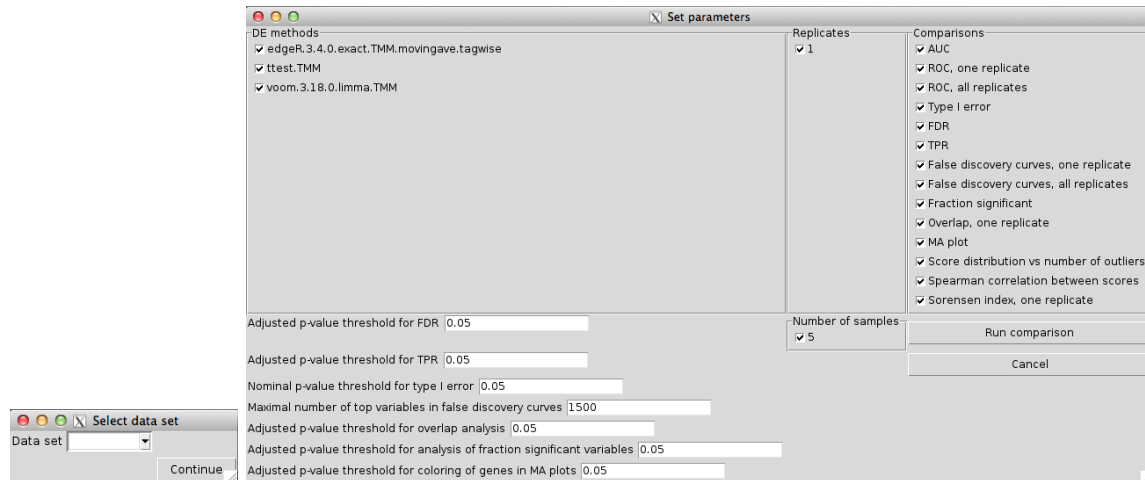 Select data set
Data set
Continue
Set parameters
DE methods
edgeR.3.4.0.exact.TMM.movingave.tagwise
ttest.TMM
voom.3.18.0.limma.TMM
Replicates
1
Comparisons
AUC
ROC, one replicate
ROC, all replicates
Type I error
FDR
TPR
False discovery curves, one replicate
False discovery curves, all replicates
Fraction significant
Overlap, one replicate
MA plot
Score distribution vs number of outliers
Spearman correlation between scores
Sorensen index, one replicate
Adjusted p-value threshold for FDR 0.05
Adjusted p-value threshold for TPR 0.05
Nominal p-value threshold for type I error 0.05
Maximal number of top variables in false discovery curves 1500
Adjusted p-value threshold for overlap analysis 0.05
Adjusted p-value threshold for analysis of fraction significant variables 0.05
Adjusted p-value threshold for coloring of genes in MA plots 0.05
Number of samples
5
Run comparison
Cancel